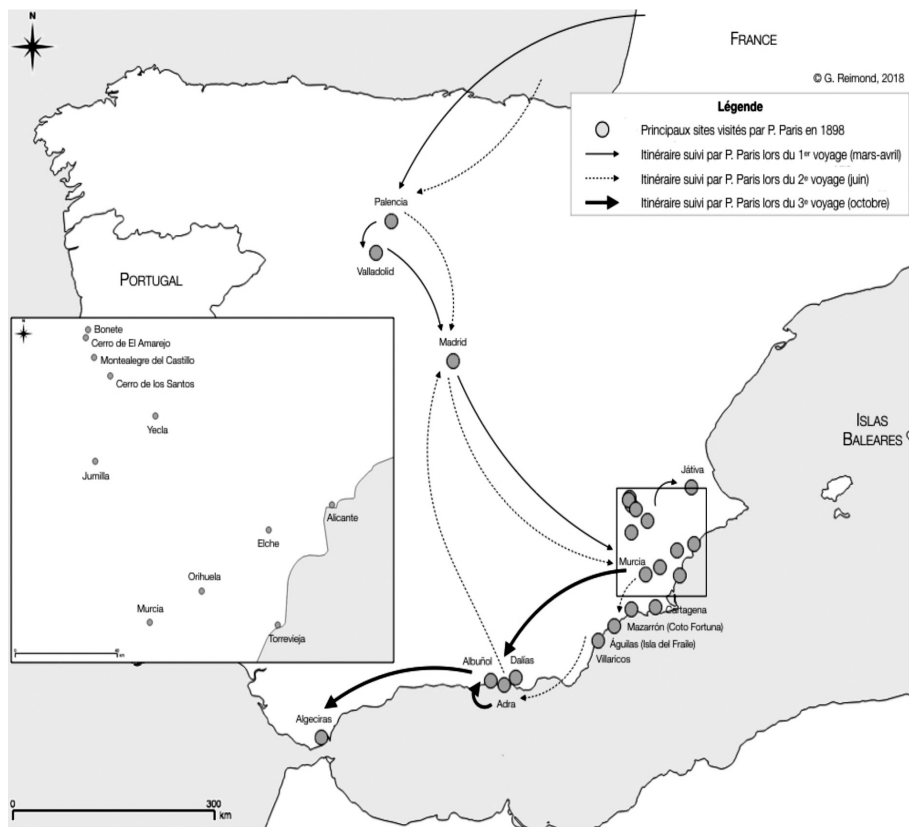 N
FRANCE
© G. Reimond, 2018
Légende
Principaux sites visités par P. Paris en 1898
Itinéraire suivi par P. Paris lors du 1er voyage (mars-avril)
Itinéraire suivi par P. Paris lors du 2e voyage (juin)
Itinéraire suivi par P. Paris lors du 3e voyage (octobre)
Palencia
Valladolid
PORTUGAL
Madrid
N
Bonete
Cerro de El Amarejo
Montealegre del Castillo
Cerro de los Santos
Yecla
Jumilla
Alicante
Elche
Orihuela
Murcia
Torrevieja
0
km
ISLAS
BALEARES
Játiva
Murcia
Cartagena
Mazarrón (Coto Fortuna)
Águilas (Isla del Fraile)
Villaricos
Albuñol
Dalías
Adra
Algeciras
0 300
km